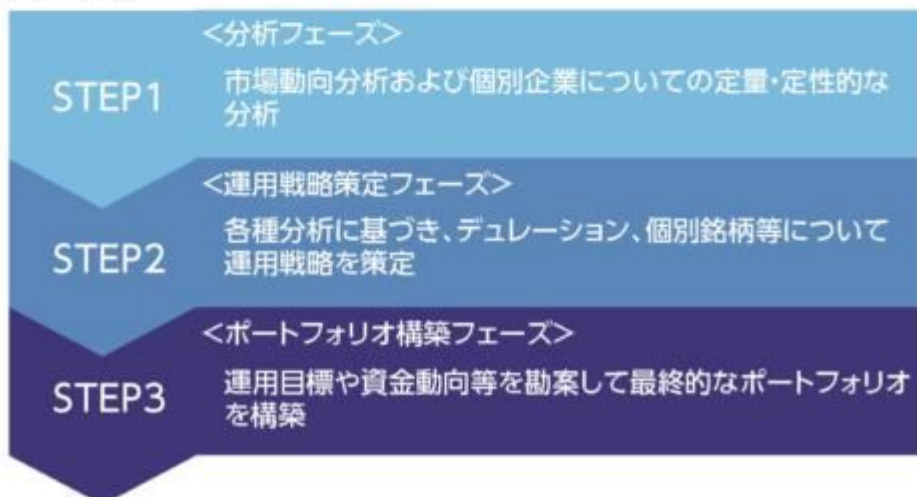 <分析フェーズ>
STEP1
市場動向分析および個別企業についての定量・定性的な
分析
<運用戦略策定フェーズ>
STEP2
各種分析に基づき、デュレーション、個別銘柄等について
運用戦略を策定
<ポートフォリオ構築フェーズ>
STEP3
運用目標や資金動向等を勘案して最終的なポートフォリオ
を構築